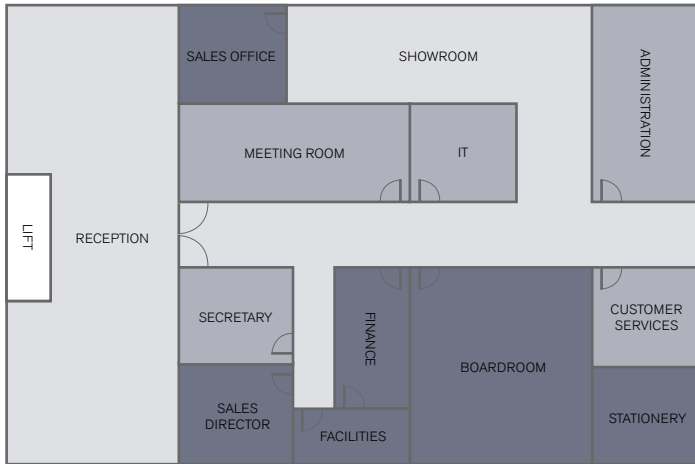 SALES OFFICE
SHOWROOM
ADMINISTRATION
MEETING ROOM
IT
LIFT
RECEPTION
SECRETARY
FINANCE
CUSTOMER
SERVICES
BOARDROOM
SALES
DIRECTOR
FACILITIES
STATIONERY